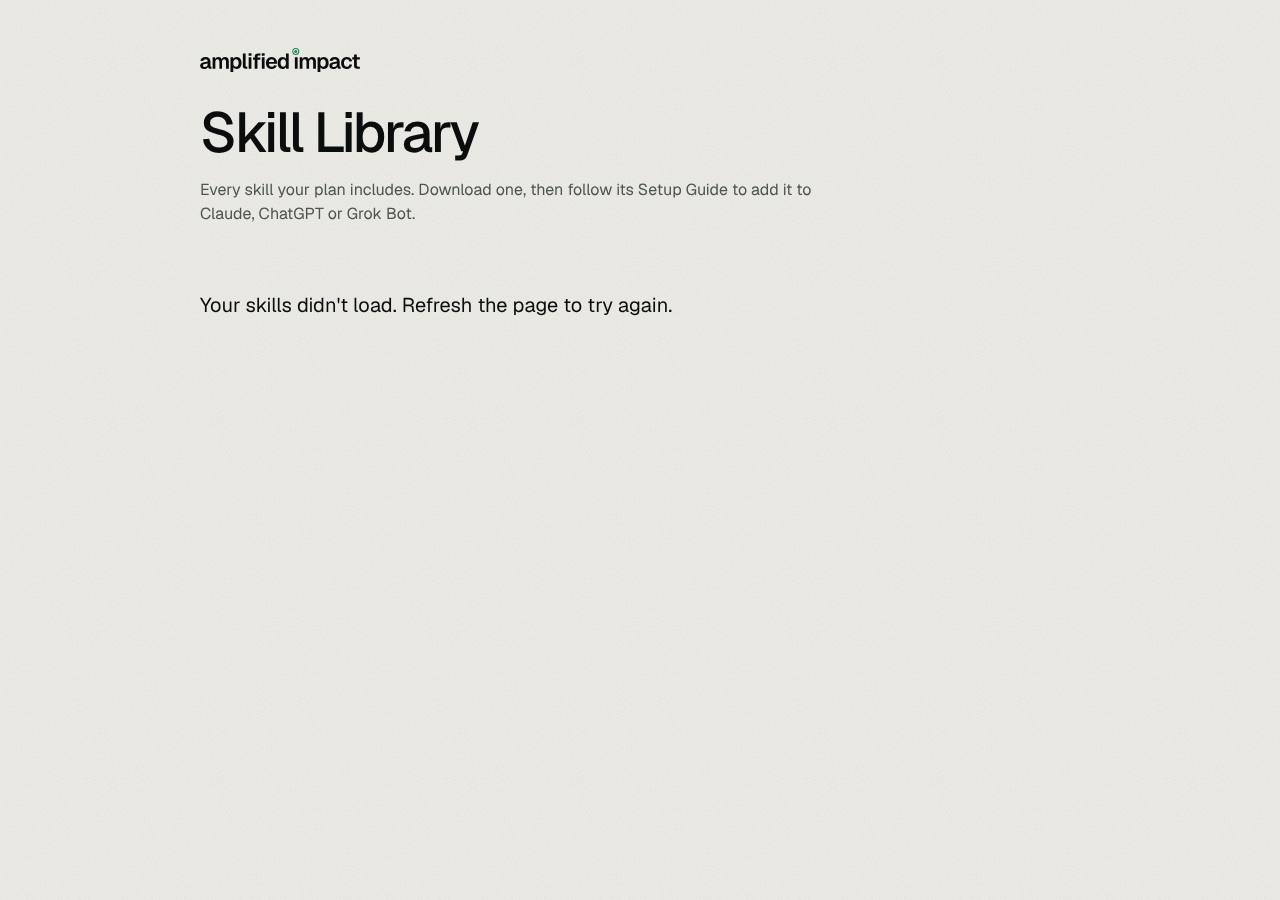 amplified impact
Skill Library
Every skill your plan includes. Download one, then follow its Setup Guide to add it to
Claude, ChatGPT or Grok Bot.
Your skills didn't load. Refresh the page to try again.